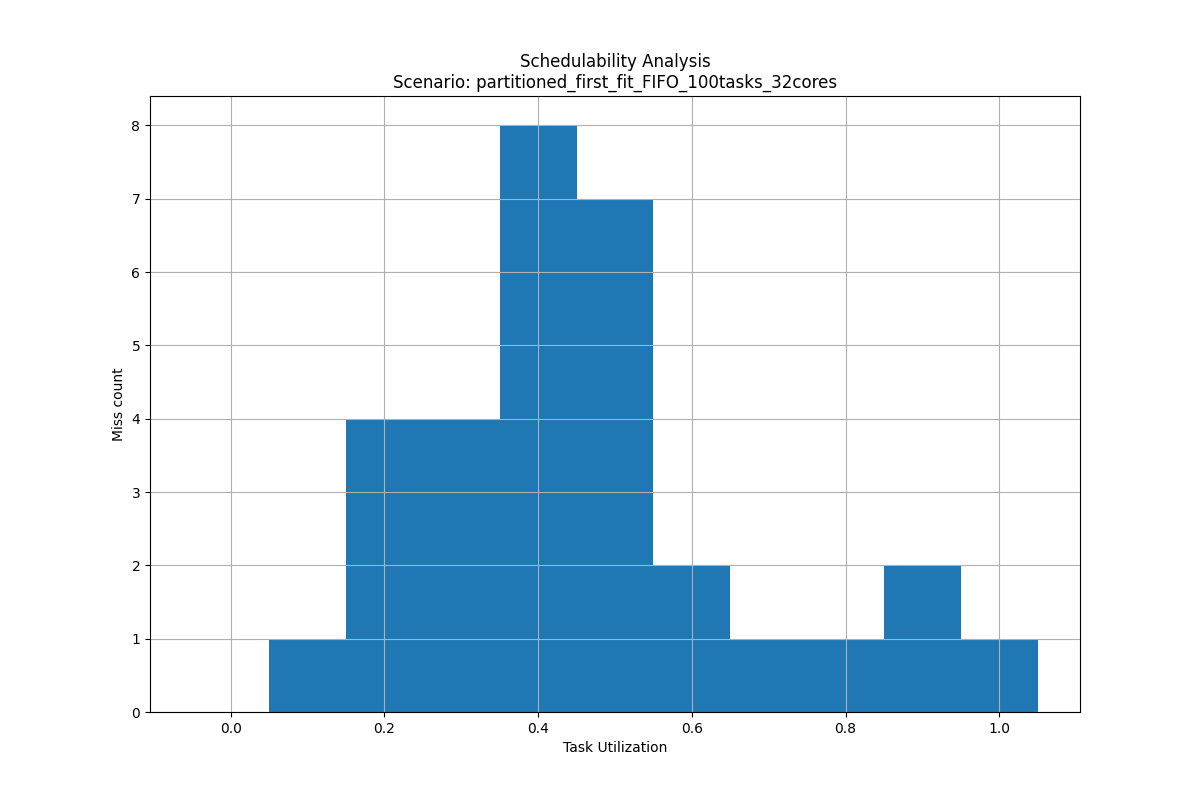 Schedulability Analysis
Scenario: partitioned_first_fit_FIFO_100tasks_32cores
8
7
6
5
4
3
2
1
0
Miss count
0.0 0.2 0.4 0.6 0.8 1.0
Task Utilization